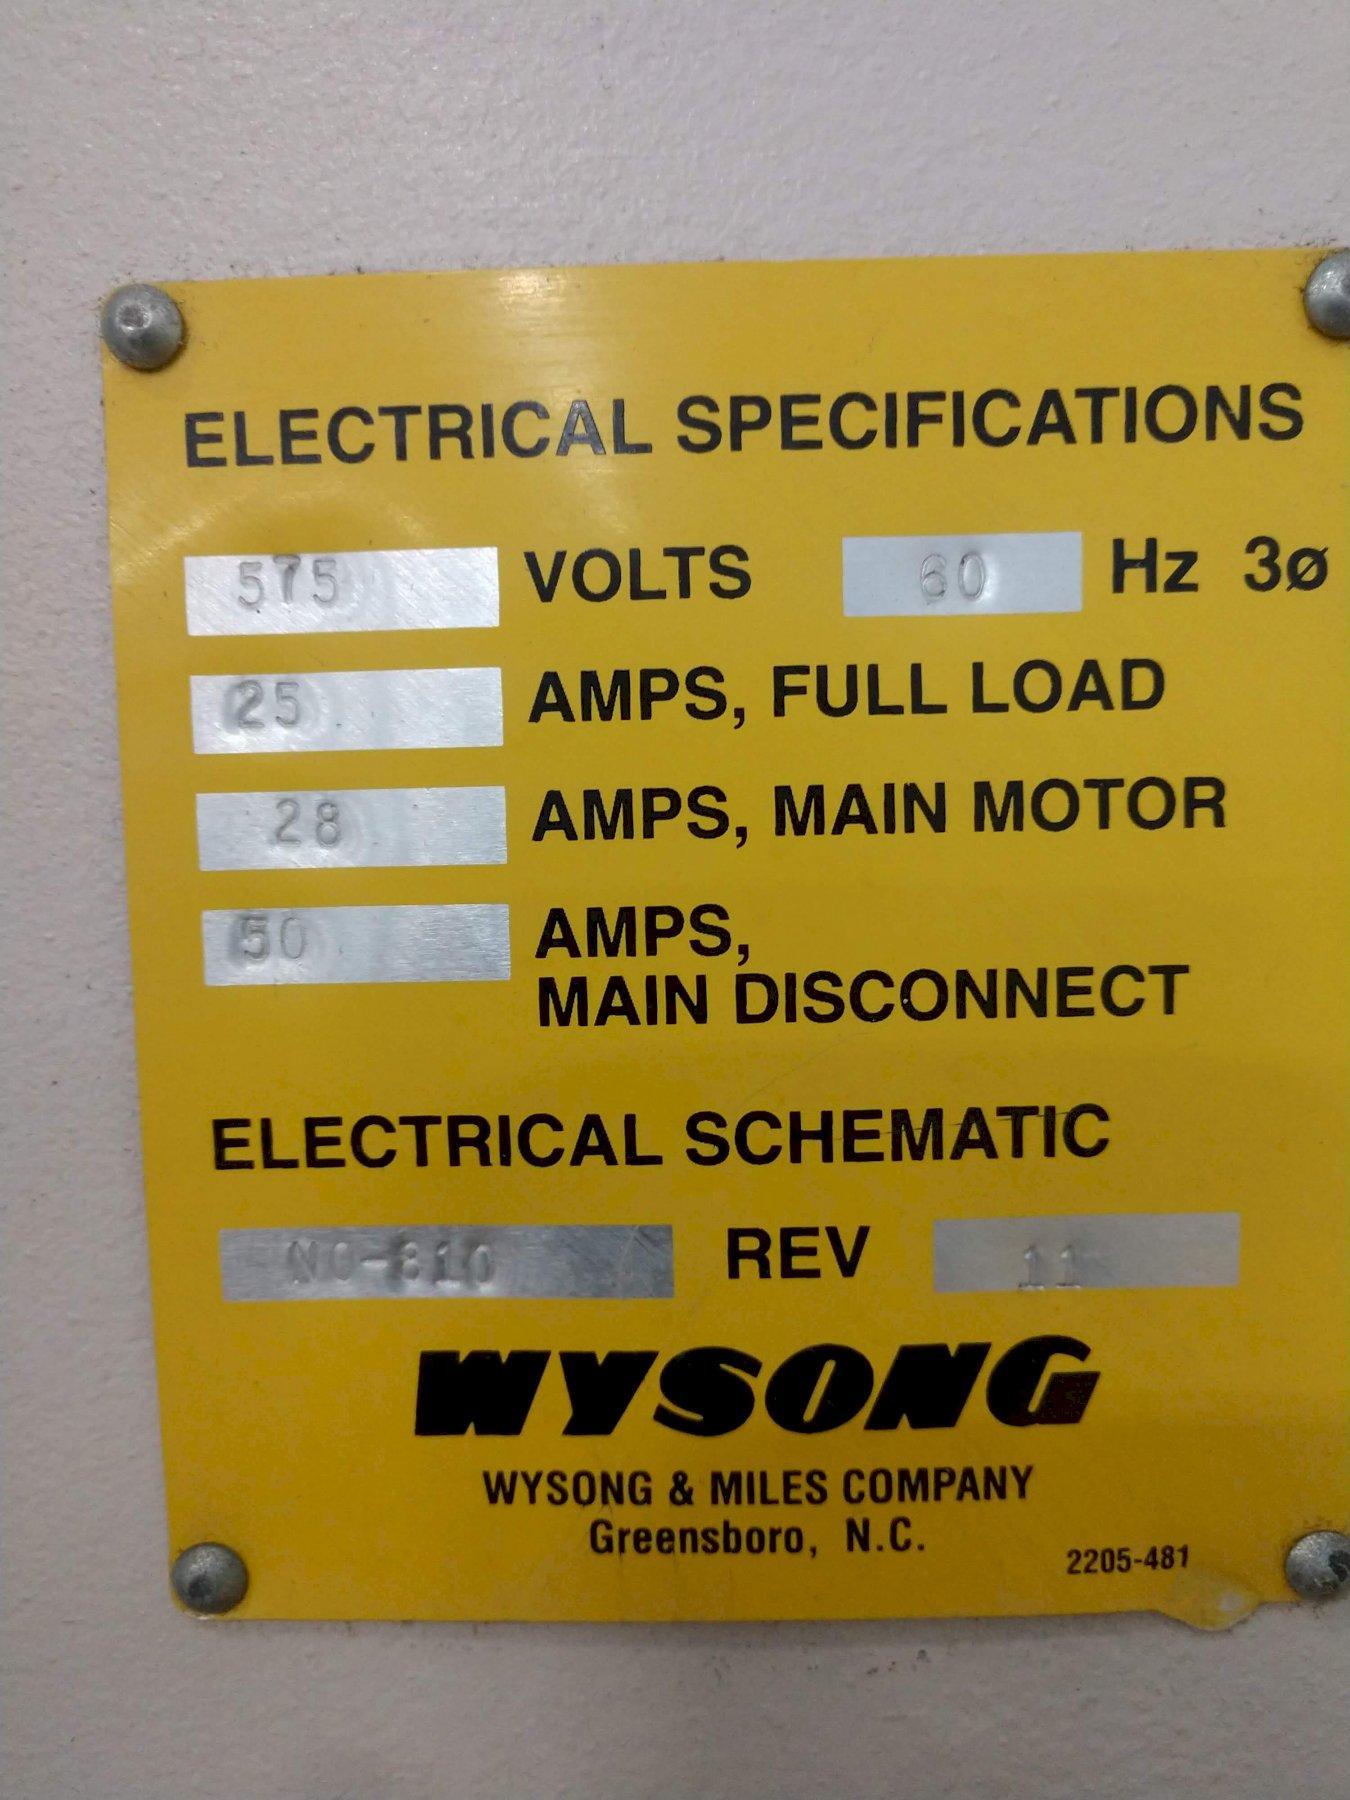 ELECTRICAL SPECIFICATIONS
575 VOLTS 60 Hz 3ø
25 AMPS, FULL LOAD
28 AMPS, MAIN MOTOR
50 AMPS,
MAIN DISCONNECT
ELECTRICAL SCHEMATIC
REV 11
WYSONG
WYSONG & MILES COMPANY
Greensboro, N.C.
2205-481